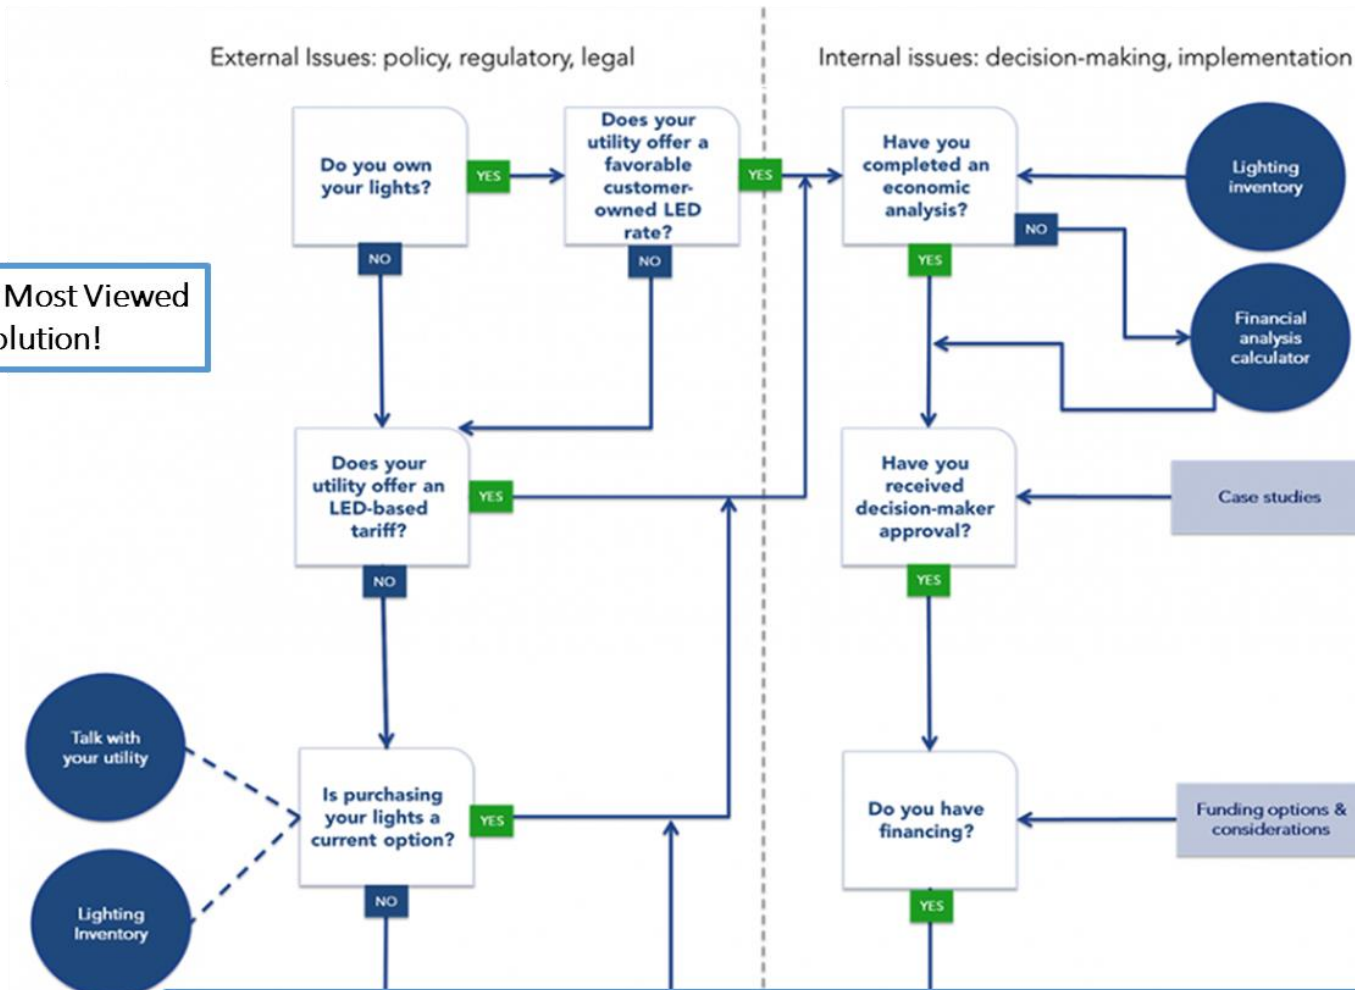 External Issues: policy, regulatory, legal
Internal issues: decision-making, implementation
Do you own
your lights?
YES
NO
Does your
utility offer a
favorable
customer-
owned LED
rate?
YES
NO
Have you
completed an
economic
analysis?
NO
YES
Lighting
inventory
Most Viewed
olution!
Financial
analysis
calculator
Does your
utility offer an
LED-based
tariff?
YES
NO
Have you
received
decision-maker
approval?
YES
Case studies
Talk with
your utility
Lighting
Inventory
Is purchasing
your lights a
current option?
YES
NO
Do you have
financing?
YES
Funding options &
considerations